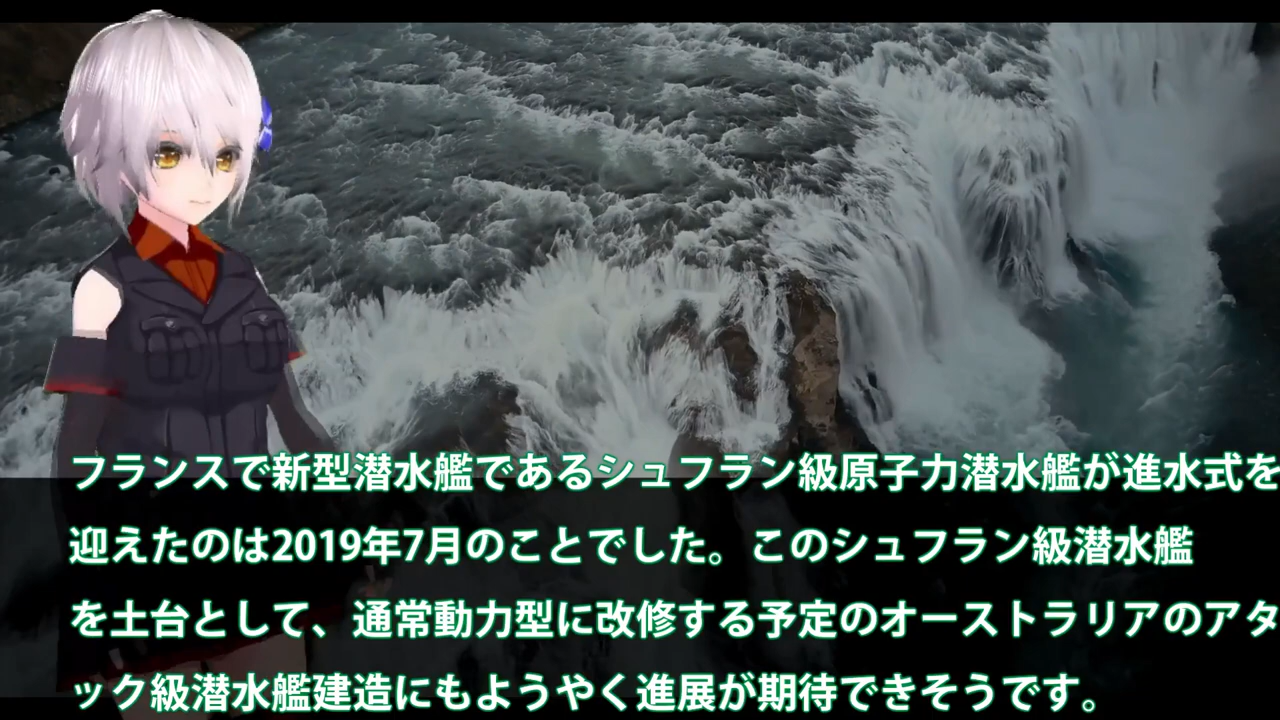 フランスで新型潜水艦であるシュフラン級原子力潜水艦が進水式を
迎えたのは2019年7月のことでした。このシュフラン級潜水艦
を土台として、通常動力型に改修する予定のオーストラリアのアタ
ック級潜水艦建造にもようやく進展が期待できそうです。